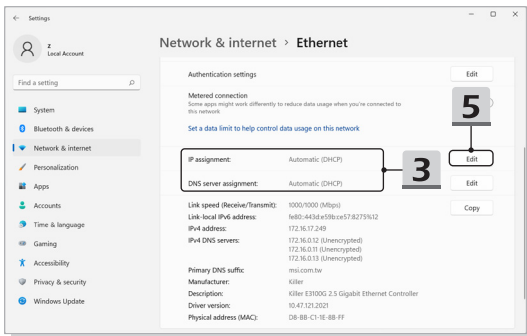 Settings
Network & internet > Ethernet
z
Local Account
Find a setting
System
Bluetooth & devices
Network & internet
Personalization
Apps
Accounts
Time & language
Gaming
Accessibility
Privacy & security
Windows Update
Authentication settings Edit
Metered connection
Some apps might work differently to reduce data usage when you're connected to
this network
Set a data limit to help control data usage on this network
5
IP assignment: Automatic (DHCP) Edit
3
DNS server assignment: Automatic (DHCP) Edit
Link speed (Receive/Transmit): 1000/1000 (Mbps) Copy
Link-local IPv6 address: fe80::443d:e59b:ce57:8275%12
IPv4 address: 172.16.17.249
IPv4 DNS servers: 172.16.0.12 (Unencrypted)
172.16.0.11 (Unencrypted)
172.16.0.13 (Unencrypted)
Primary DNS suffix: msi.com.tw
Manufacturer: Killer
Description: Killer E3100G 2.5 Gigabit Ethernet Controller
Driver version: 10.47.121.2021
Physical address (MAC): D8-BB-C1-1E-8B-FF